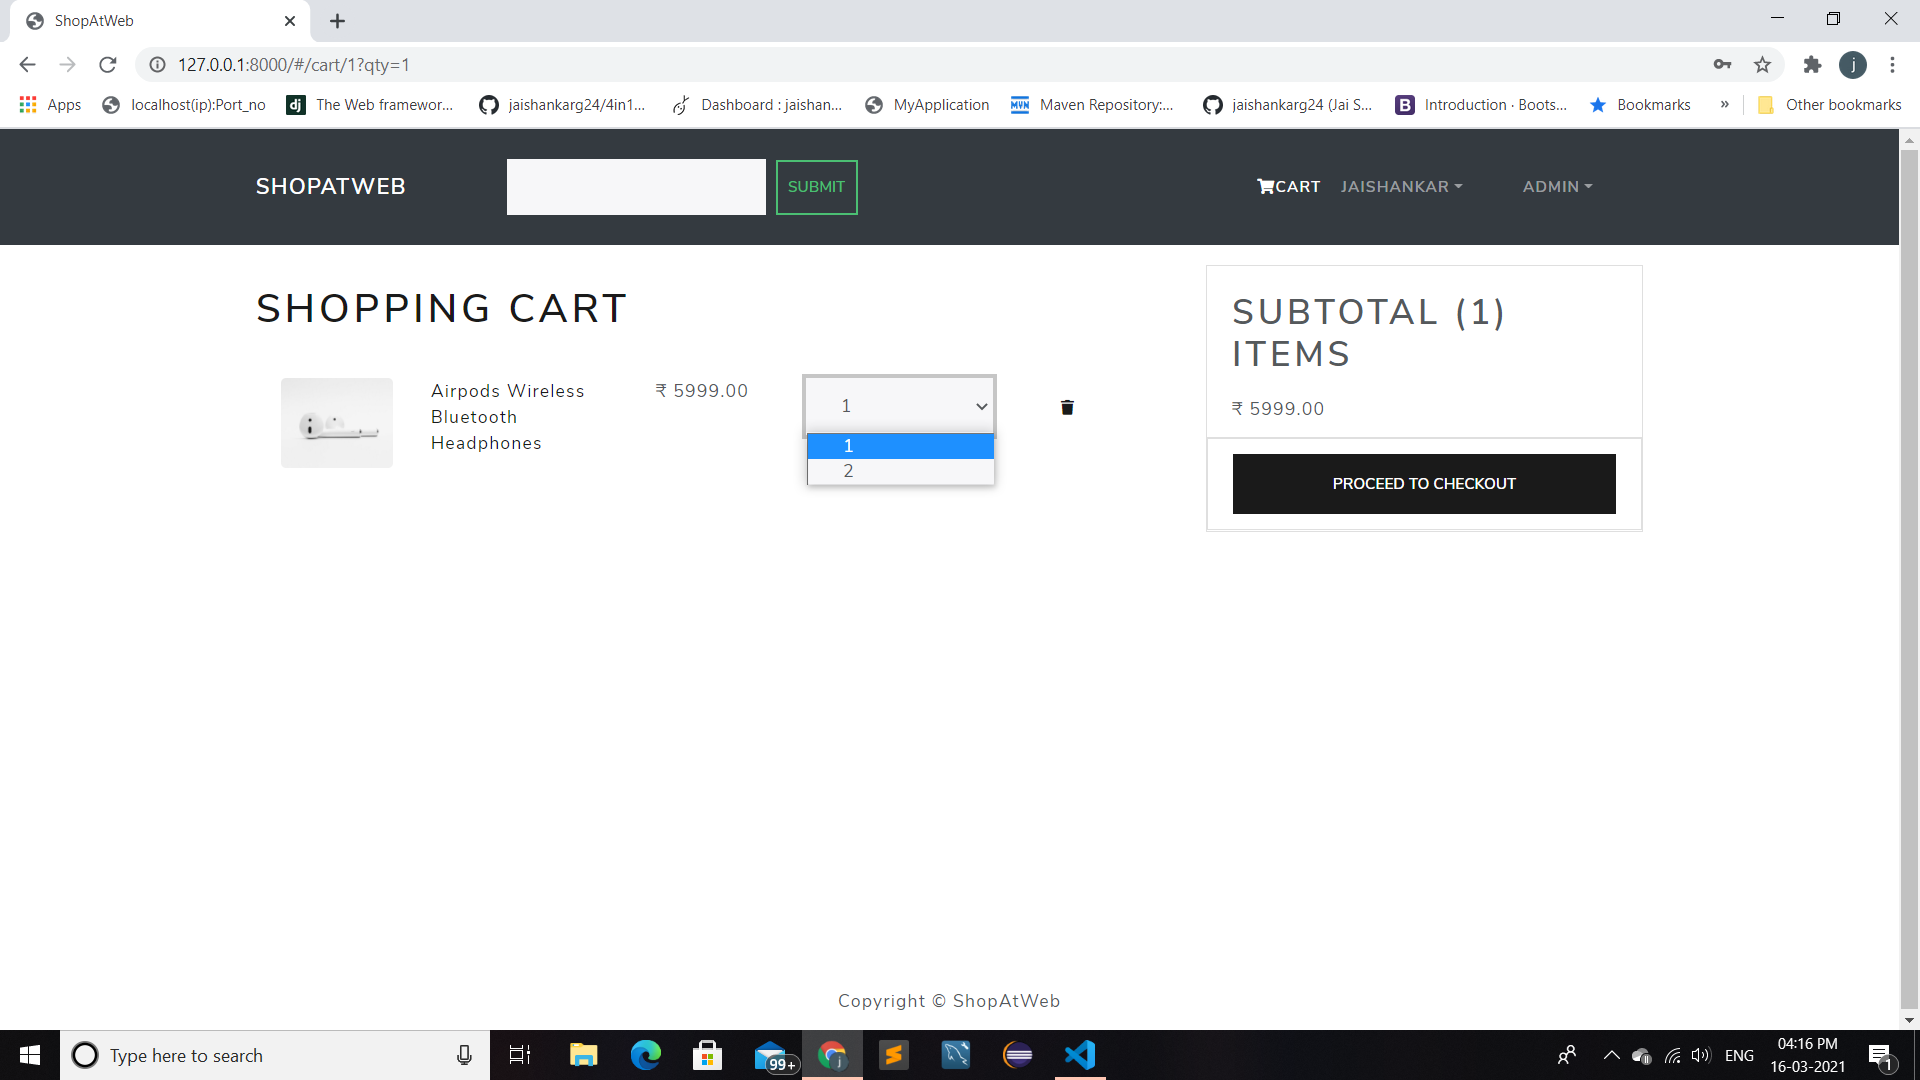 ShopAtWeb
127.0.0.1:8000/#/cart/1?qty=1
j
Apps
localhost(ip):Port_no
dj
The Web framewor...
jaishankarg24/4in1...
Dashboard : jaishan...
MyApplication
MVN
Maven Repository:...
jaishankarg24 (Jai S...
B
Introduction · Boots...
Bookmarks
»
Other bookmarks
SHOPATWEB
SUBMIT
CART
JAISHANKAR
ADMIN
SHOPPING CART
Airpods Wireless
Bluetooth
Headphones
₹ 5999.00
1
1
2
SUBTOTAL (1)
ITEMS
₹ 5999.00
PROCEED TO CHECKOUT
Copyright © ShopAtWeb
Type here to search
99+
j
ENG
04:16 PM
16-03-2021
1